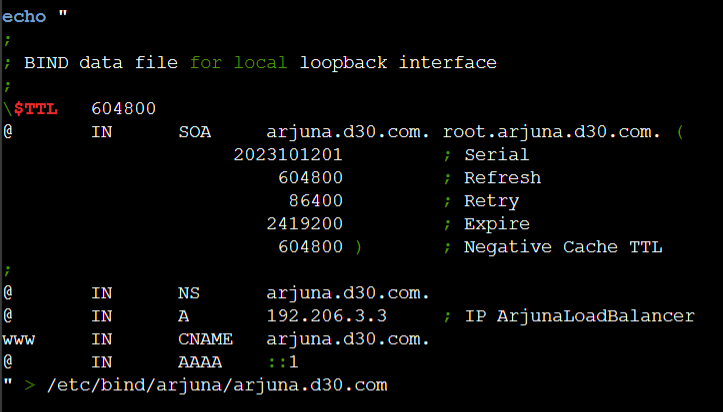 echo "
;
; BIND data file for local loopback interface
;
\$TTL    604800
@       IN      SOA     arjuna.d30.com. root.arjuna.d30.com. (
                     2023101201         ; Serial
                         604800         ; Refresh
                          86400         ; Retry
                        2419200         ; Expire
                         604800 )       ; Negative Cache TTL
;
@       IN      NS      arjuna.d30.com.
@       IN      A       192.206.3.3     ; IP ArjunaLoadBalancer
www     IN      CNAME   arjuna.d30.com.
@       IN      AAAA    ::1
" > /etc/bind/arjuna/arjuna.d30.com